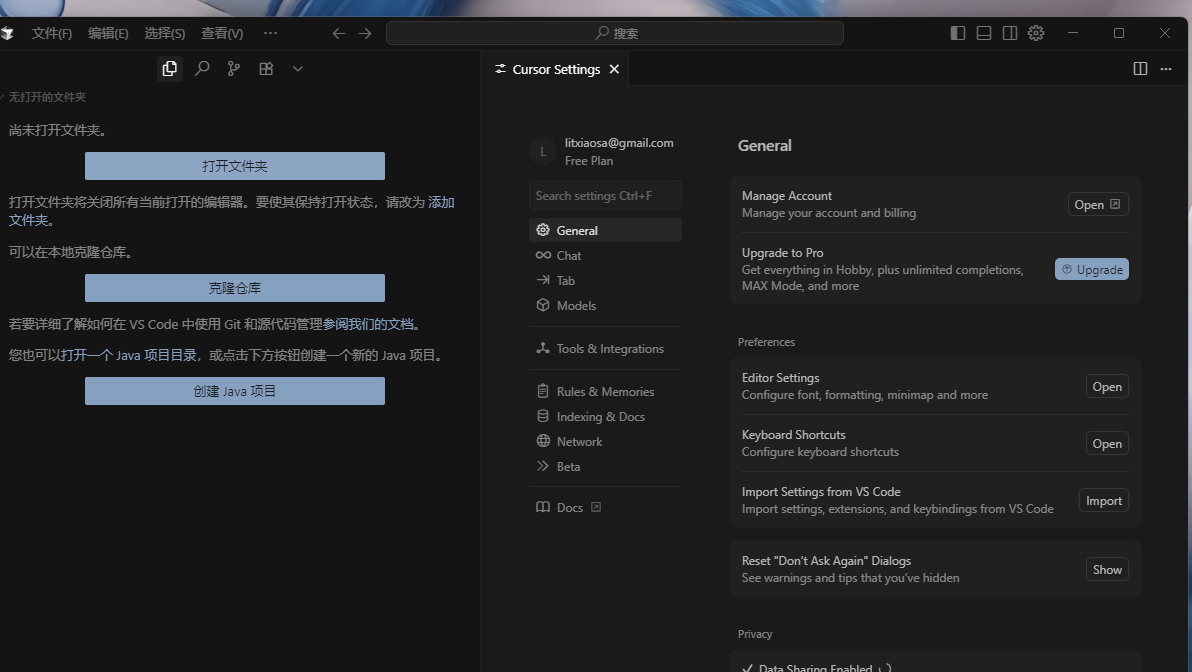 文件(F) 编辑(E) 选择(S) 查看(V) ··· 搜索
Cursor Settings
无打开的文件夹
尚未打开文件夹。
打开文件夹
打开文件夹将关闭所有当前打开的编辑器。要使其保持打开状态，请改为 添加
文件夹。
可以在本地克隆仓库。
克隆仓库
若要详细了解如何在 VS Code 中使用 Git 和源代码管理参阅我们的文档。
您也可以打开一个 Java 项目目录，或点击下方按钮创建一个新的 Java 项目。
创建 Java 项目
L
litxiaosa@gmail.com
Free Plan
Search settings Ctrl+F
General
Chat
Tab
Models
Tools & Integrations
Rules & Memories
Indexing & Docs
Network
Beta
Docs
General
Manage Account
Manage your account and billing
Open
Upgrade to Pro
Get everything in Hobby, plus unlimited completions,
MAX Mode, and more
Upgrade
Preferences
Editor Settings
Configure font, formatting, minimap and more
Open
Keyboard Shortcuts
Configure keyboard shortcuts
Open
Import Settings from VS Code
Import settings, extensions, and keybindings from VS Code
Import
Reset "Don't Ask Again" Dialogs
See warnings and tips that you've hidden
Show
Privacy
Data Sharing Enabled